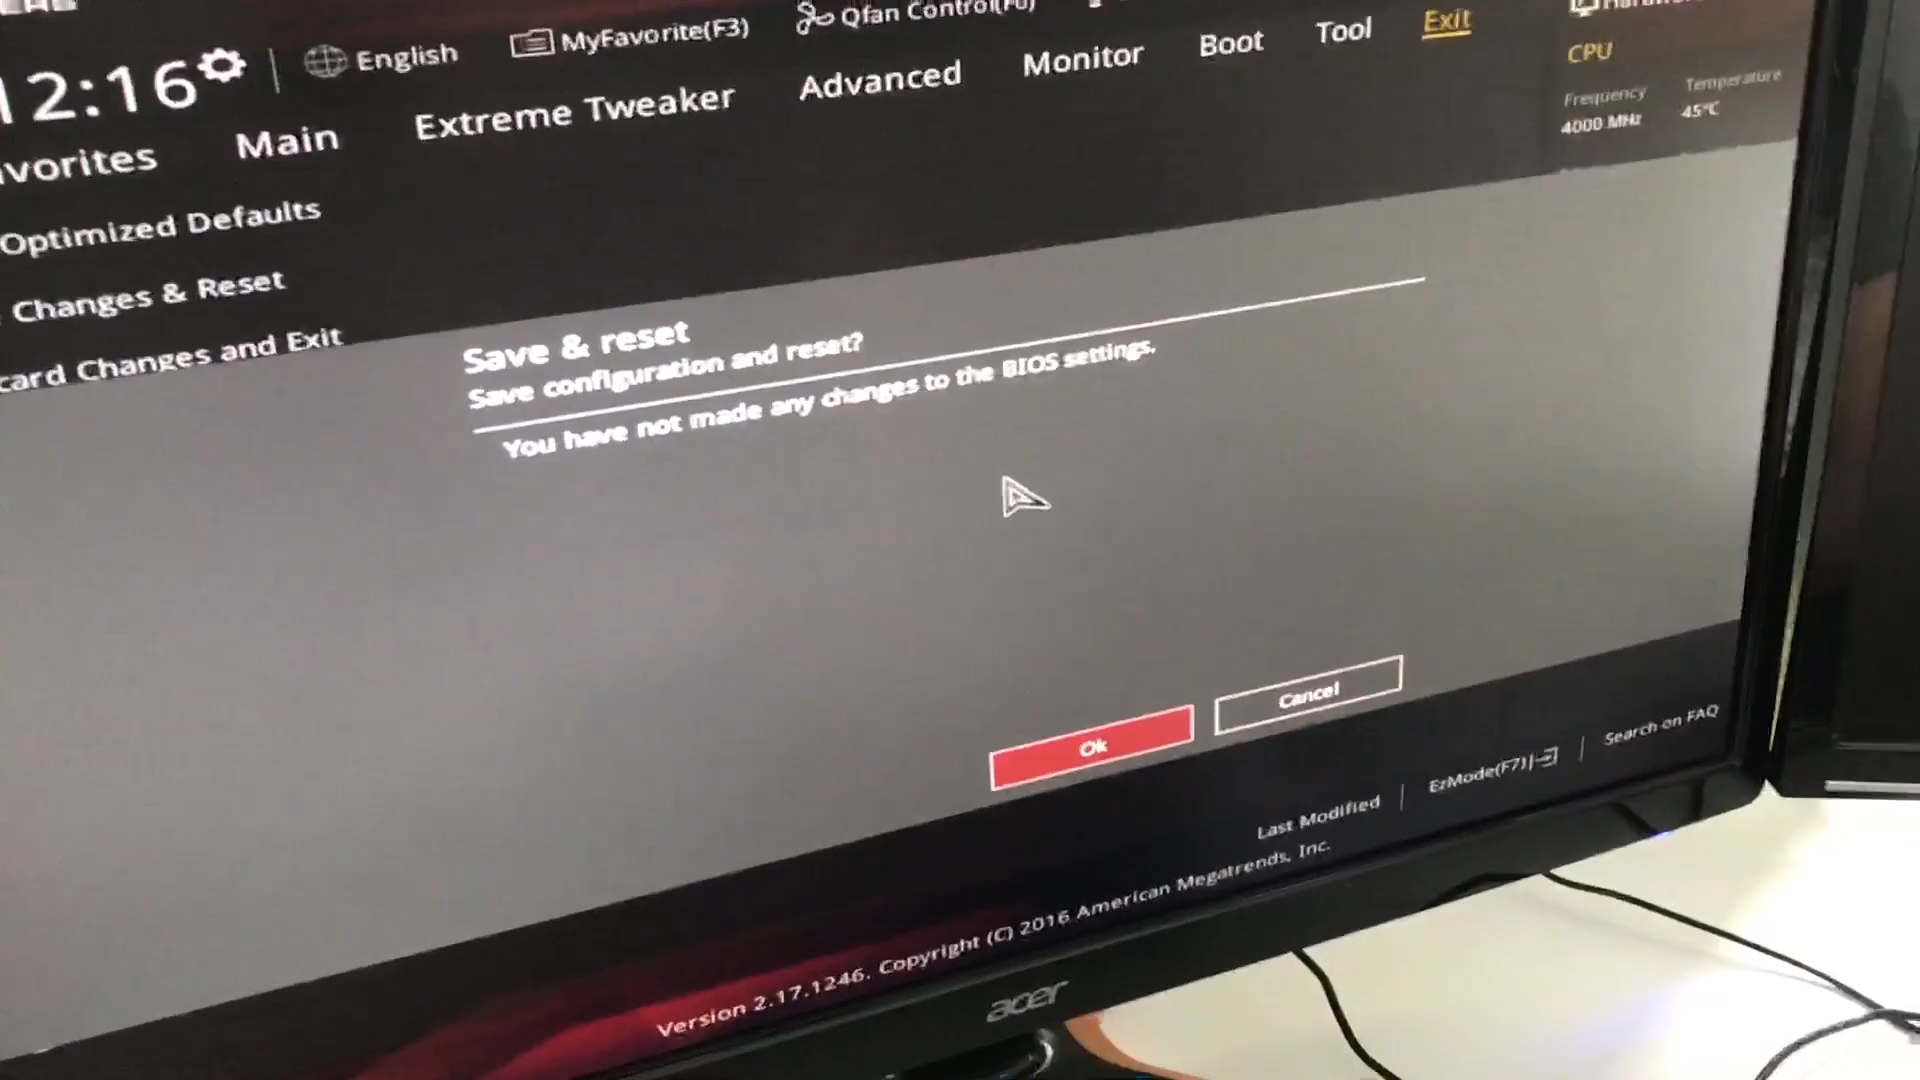 12:16
English
MyFavorite(F3)
Qfan Control(F6)
Main
Extreme Tweaker
Advanced
Monitor
Boot
Tool
Exit
CPU
Frequency
Temperature
4000 MHz
45°C
Optimized Defaults
Changes & Reset
Changes and Exit
Save & reset
Save configuration and reset?
You have not made any changes to the BIOS settings.
Ok
Cancel
Last Modified
EzMode(F7)
Search on FAQ
Version 2.17.1246. Copyright (C) 2016 American Megatrends, Inc.
acer